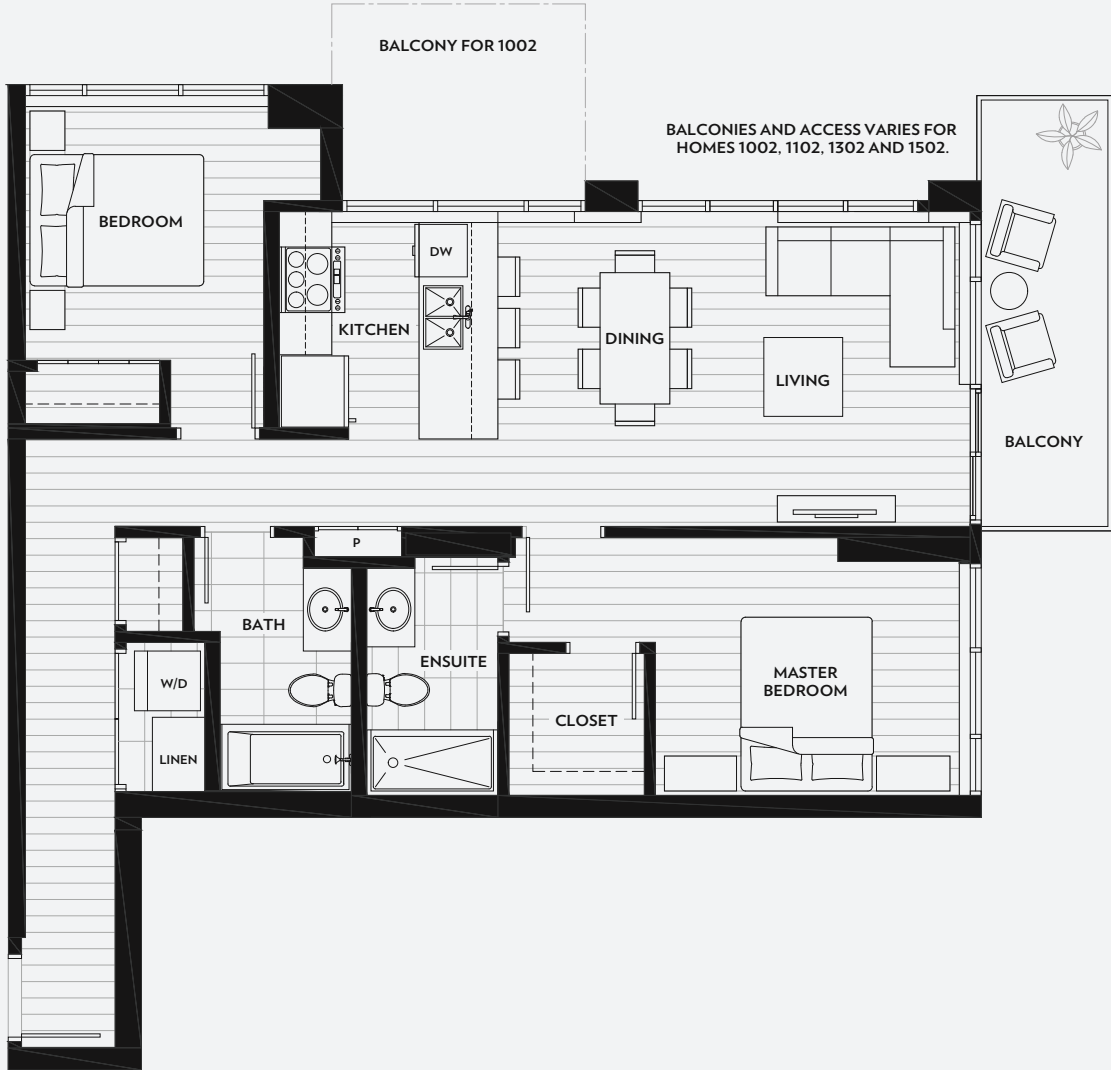 BALCONY FOR 1002
BALCONIES AND ACCESS VARIES FOR
HOMES 1002, 1102, 1302 AND 1502.
BEDROOM
DW
KITCHEN
DINING
LIVING
BALCONY
P
BATH
ENSUITE
W/D
MASTER
BEDROOM
CLOSET
LINEN